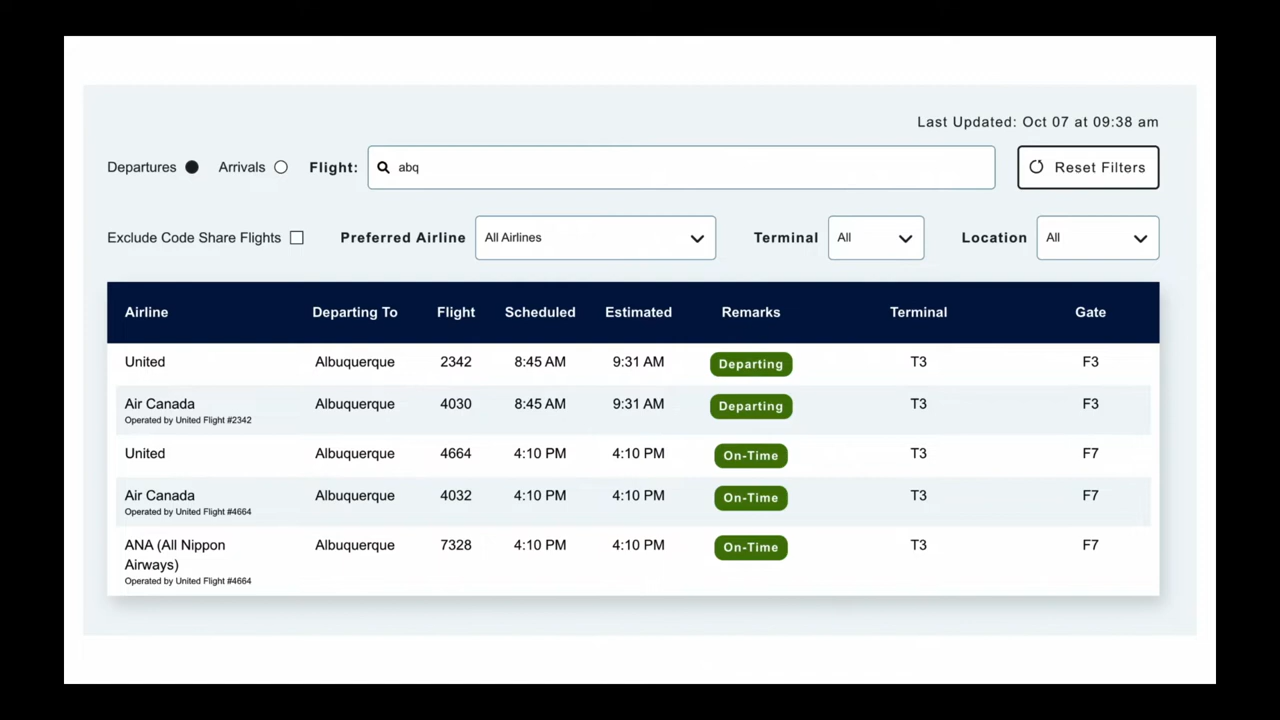 Last Updated: Oct 07 at 09:38 am
Departures Arrivals Flight: abq Reset Filters
Exclude Code Share Flights Preferred Airline All Airlines Terminal All Location All
Airline Departing To Flight Scheduled Estimated Remarks Terminal Gate
United Albuquerque 2342 8:45 AM 9:31 AM Departing T3 F3
Air Canada Albuquerque 4030 8:45 AM 9:31 AM Departing T3 F3
Operated by United Flight #2342
United Albuquerque 4664 4:10 PM 4:10 PM On-Time T3 F7
Air Canada Albuquerque 4032 4:10 PM 4:10 PM On-Time T3 F7
Operated by United Flight #4664
ANA (All Nippon Albuquerque 7328 4:10 PM 4:10 PM On-Time T3 F7
Airways)
Operated by United Flight #4664